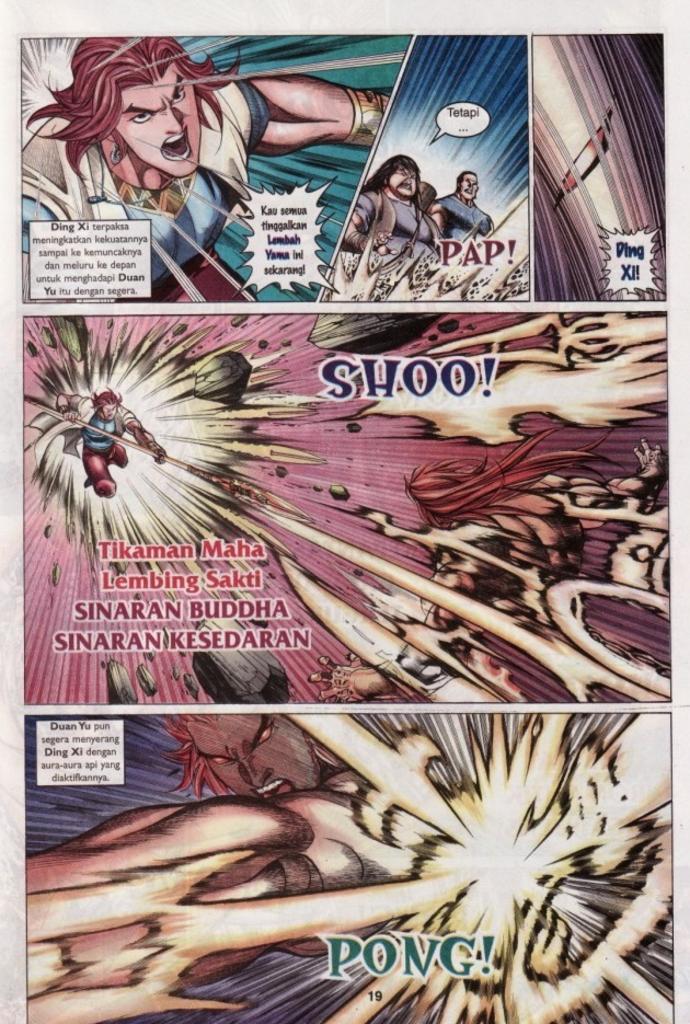 Ding Xi terpaksa
meningkatkan kekuatannya
sampai ke kemuncaknya
dan meluru ke depan
untuk menghadapi Duan
Yu itu dengan segera.
Kau semua
tinggalkan
Lembah
Yama ini
sekarang!
Tetapi
...
PAP!
Ding
Xi!
SHOO!
Tikaman Maha
Lembing Sakti
SINARAN BUDDHA
SINARAN KESEDARAN
Duan Yu pun
segera menyerang
Ding Xi dengan
aura-aura api yang
diaktifkannya.
PONG!
19